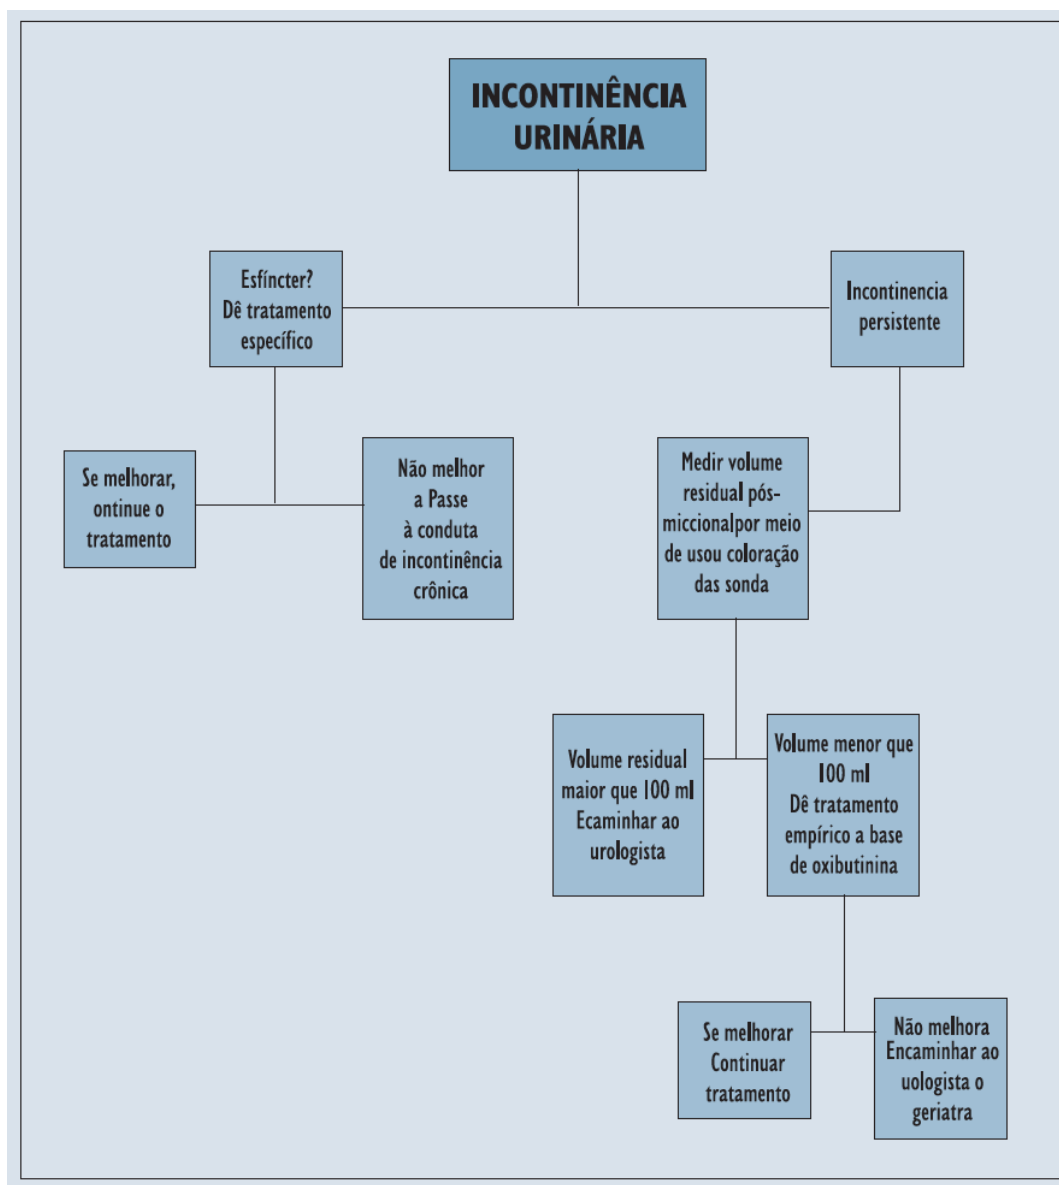 INCONTINÊNCIA
URINÁRIA
Esfíncter?
Dê tratamento
específico
Incontinencia
persistente
Se melhorar,
ontinue o
tratamento
Não melhor
a Passe
à conduta
de incontinência
crônica
Medir volume
residual pós-
miccionalpor meio
de usou coloração
das sonda
Volume residual
maior que 100 ml
Ecaminhar ao
urologista
Volume menor que
100 ml
Dê tratamento
empírico a base
de oxibutinina
Se melhorar
Continuar
tratamento
Não melhora
Encaminhar ao
uologista o
geriatra